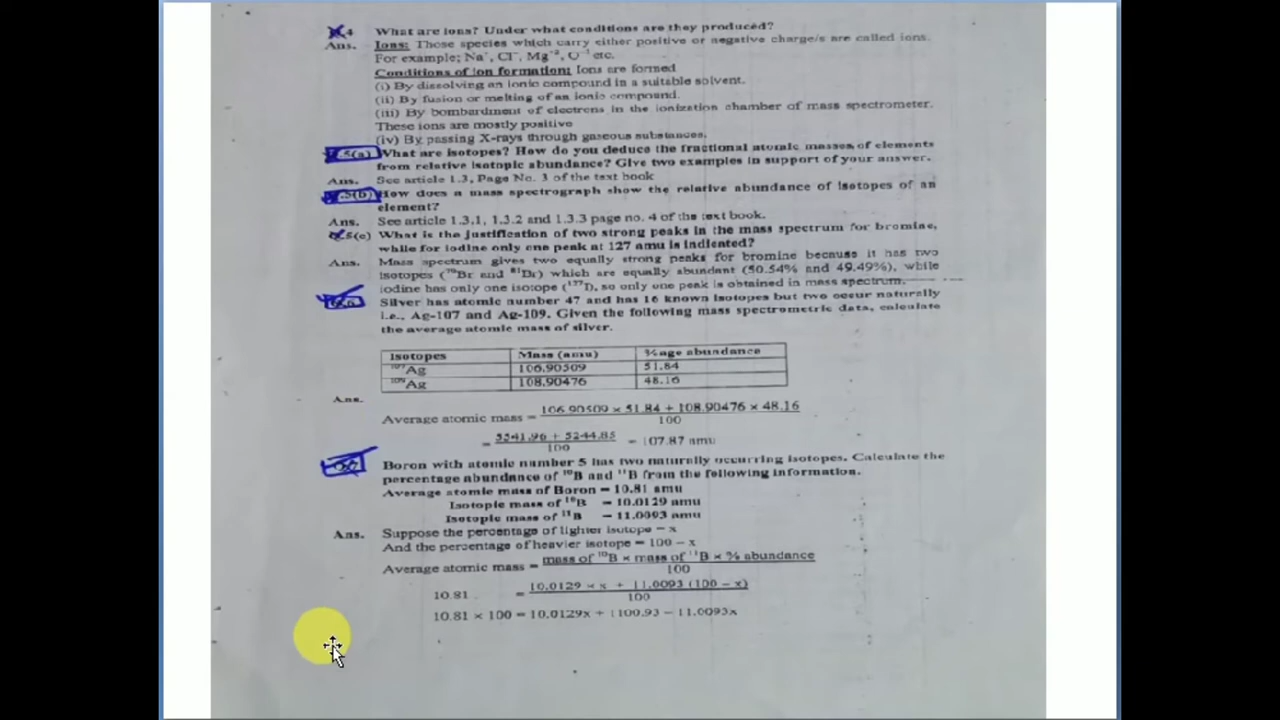 4 What are ions? Under what conditions are they produced?
Ans. Ions: Those species which carry either positive or negative charge/s are called ions.
For example; Na⁺, Cl⁻, Mg⁺², O⁻¹ etc.
Conditions of ion formation: Ions are formed
(i) By dissolving an ionic compound in a suitable solvent.
(ii) By fusion or melting of an ionic compound.
(iii) By bombardment of electrons in the ionization chamber of mass spectrometer.
These ions are mostly positive
(iv) By passing X-rays through gaseous substances.
.5(a) What are isotopes? How do you deduce the fractional atomic masses of elements
from relative isotopic abundance? Give two examples in support of your answer.
Ans. See article 1.3, Page No. 3 of the text book
.5(b) How does a mass spectrograph show the relative abundance of isotopes of an
element?
Ans. See article 1.3.1, 1.3.2 and 1.3.3 page no. 4 of the text book.
.5(c) What is the justification of two strong peaks in the mass spectrum for bromine,
while for iodine only one peak at 127 amu is indicated?
Ans. Mass spectrum gives two equally strong peaks for bromine because it has two
isotopes (⁷⁹Br and ⁸¹Br) which are equally abundant (50.54% and 49.49%), while
iodine has only one isotope (¹²⁷I), so only one peak is obtained in mass spectrum.
Silver has atomic number 47 and has 16 known isotopes but two occur naturally
i.e., Ag-107 and Ag-109. Given the following mass spectrometric data, calculate
the average atomic mass of silver.
Isotopes Mass (amu) %age abundance
¹⁰⁷Ag 106.90509 51.84
¹⁰⁹Ag 108.90476 48.16
Ans.
Average atomic mass = 106.90509 × 51.84 + 108.90476 × 48.16
100
= 5541.96 + 5244.85 = 107.87 amu
100
Boron with atomic number 5 has two naturally occurring isotopes. Calculate the
percentage abundance of ¹⁰B and ¹¹B from the following information.
Average atomic mass of Boron = 10.81 amu
Isotopic mass of ¹⁰B = 10.0129 amu
Isotopic mass of ¹¹B = 11.0093 amu
Ans. Suppose the percentage of lighter isotope = x
And the percentage of heavier isotope = 100 – x
Average atomic mass = mass of ¹⁰B × mass of ¹¹B × % abundance
100
10.81 = 10.0129 × x + 11.0093 (100 – x)
100
10.81 × 100 = 10.0129x + 1100.93 – 11.0093x